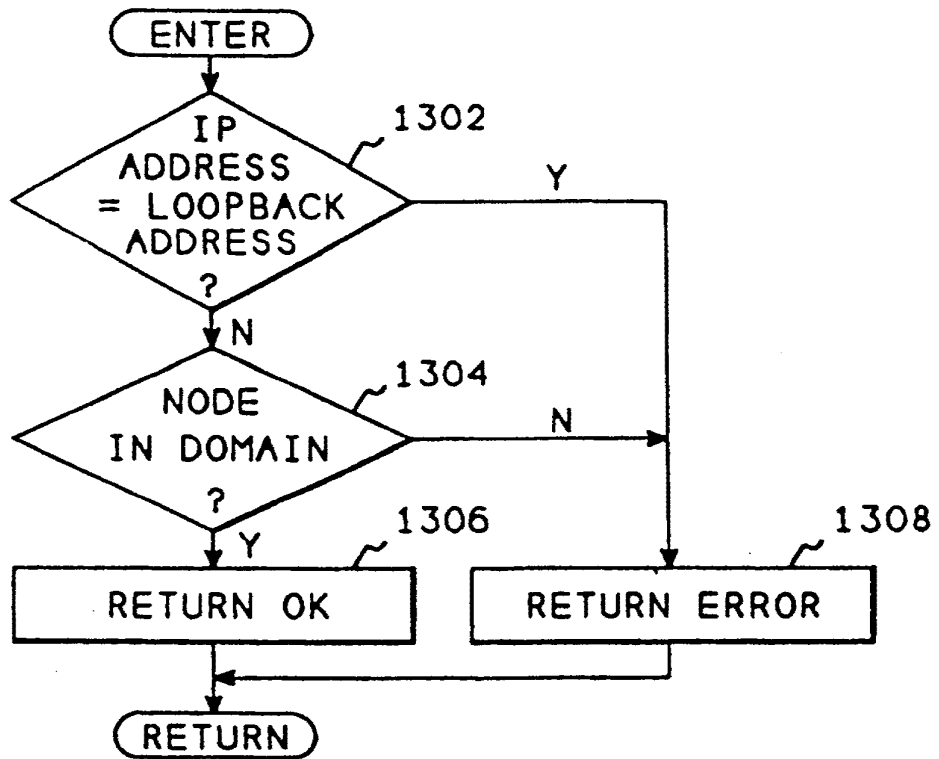 ENTER
1302
IP
ADDRESS
= LOOPBACK
ADDRESS
?
Y
N
1304
NODE
IN DOMAIN
?
N
Y
1306
RETURN OK
1308
RETURN ERROR
RETURN